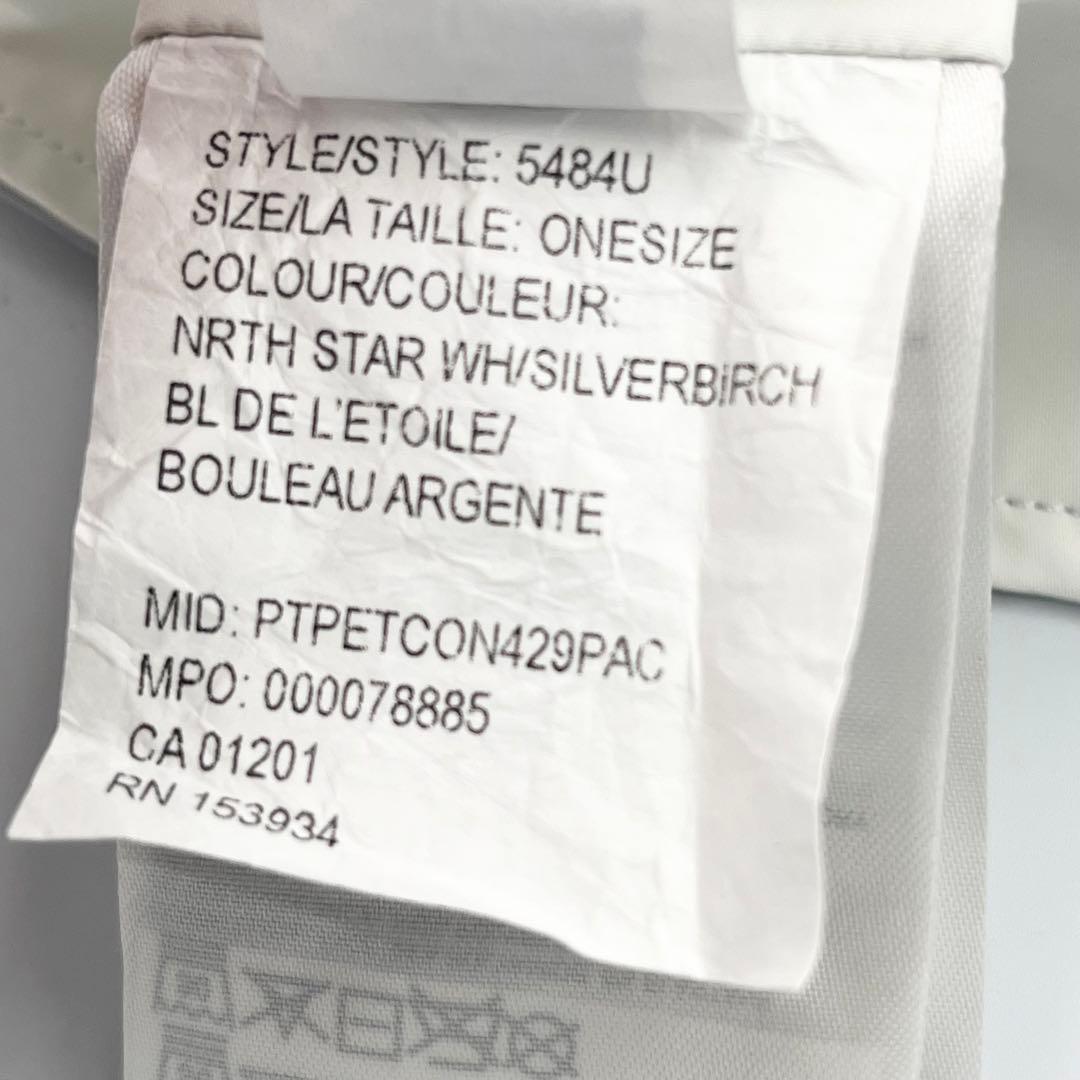 STYLE/STYLE: 5484U
SIZE/LA TAILLE: ONESIZE
COLOUR/COULEUR:
NRTH STAR WH/SILVERBIRCH
BL DE L'ETOILE/
BOULEAU ARGENTE
MID: PTPETCON429PAC
MPO: 000078885
CA 01201
RN 153934